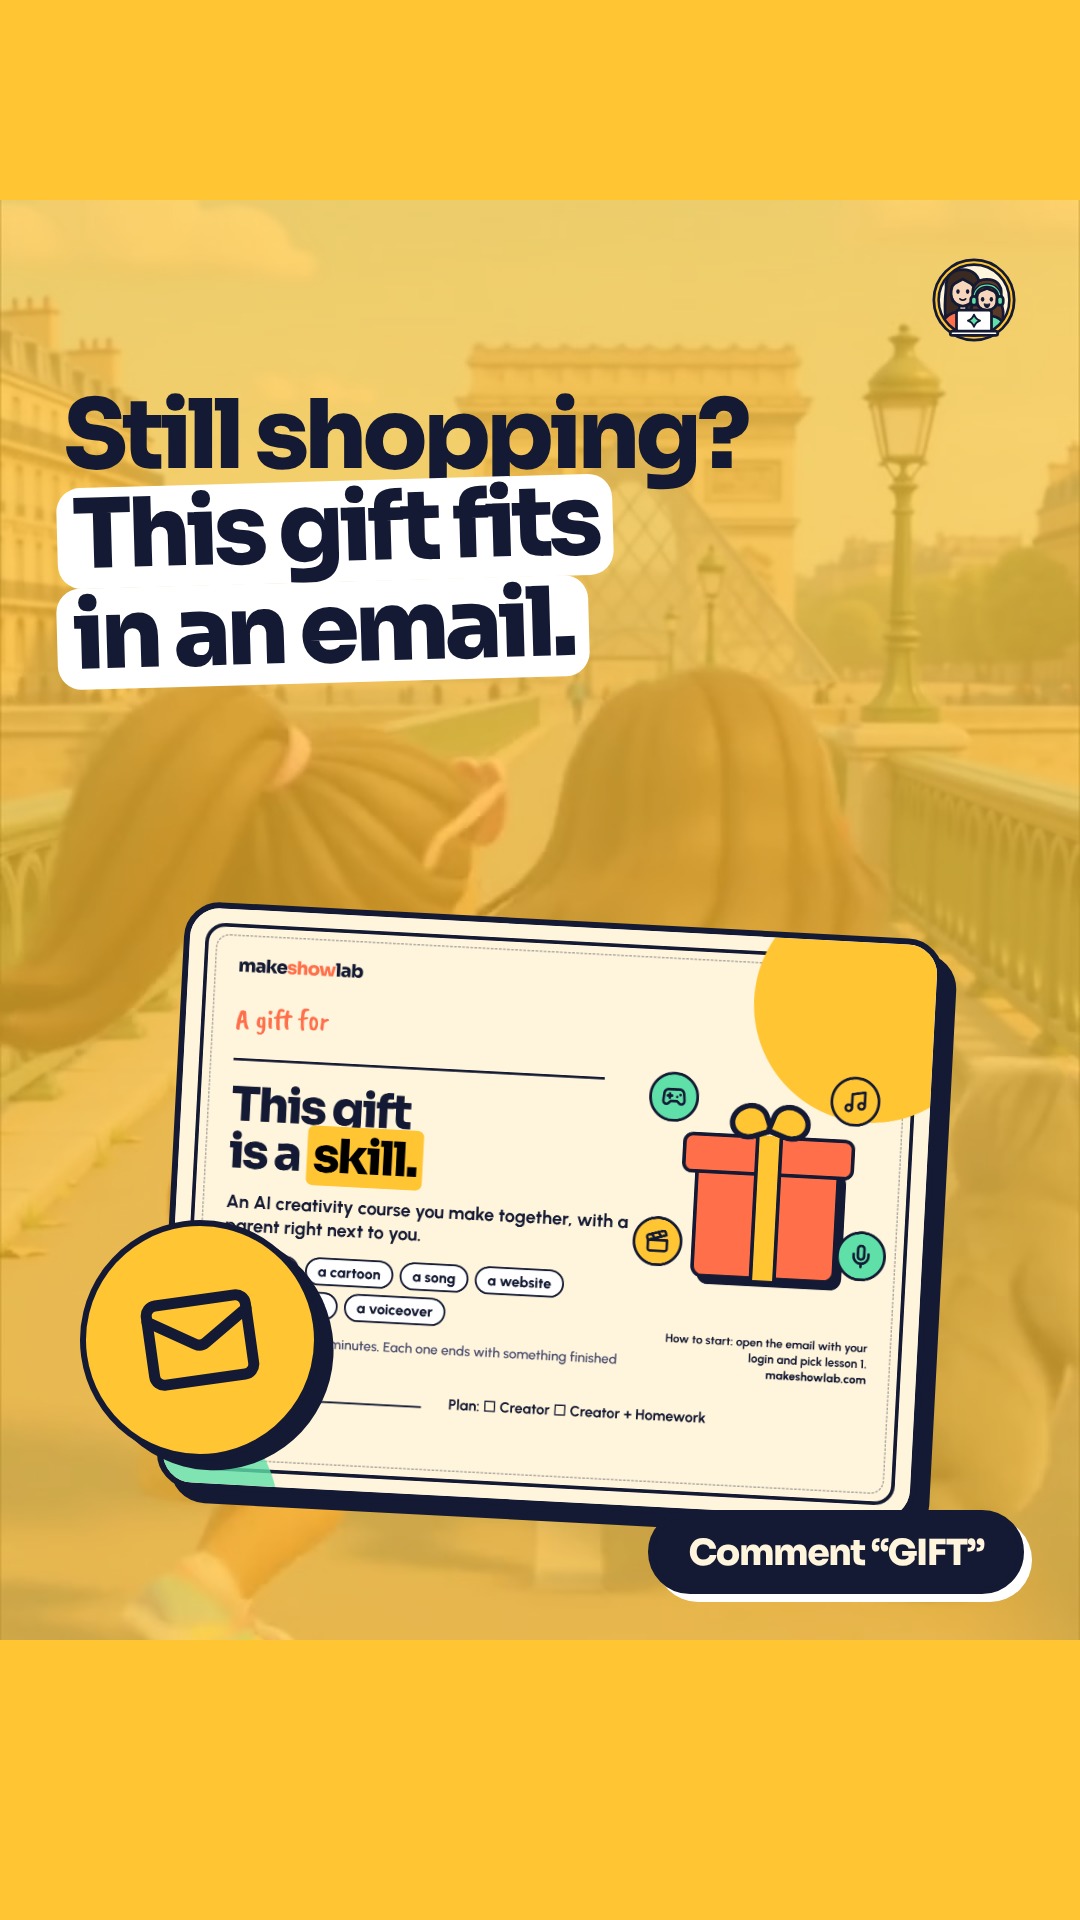 Still shopping?
This gift fits
in an email.
makeshowlab
A gift for
This gift
is a skill.
An AI creativity course you make together, with a
parent right next to you.
a cartoon
a song
a website
a voiceover
minutes. Each one ends with something finished
How to start: open the email with your
login and pick lesson 1.
makeshowlab.com
Plan: ☐ Creator ☐ Creator + Homework
Comment “GIFT”